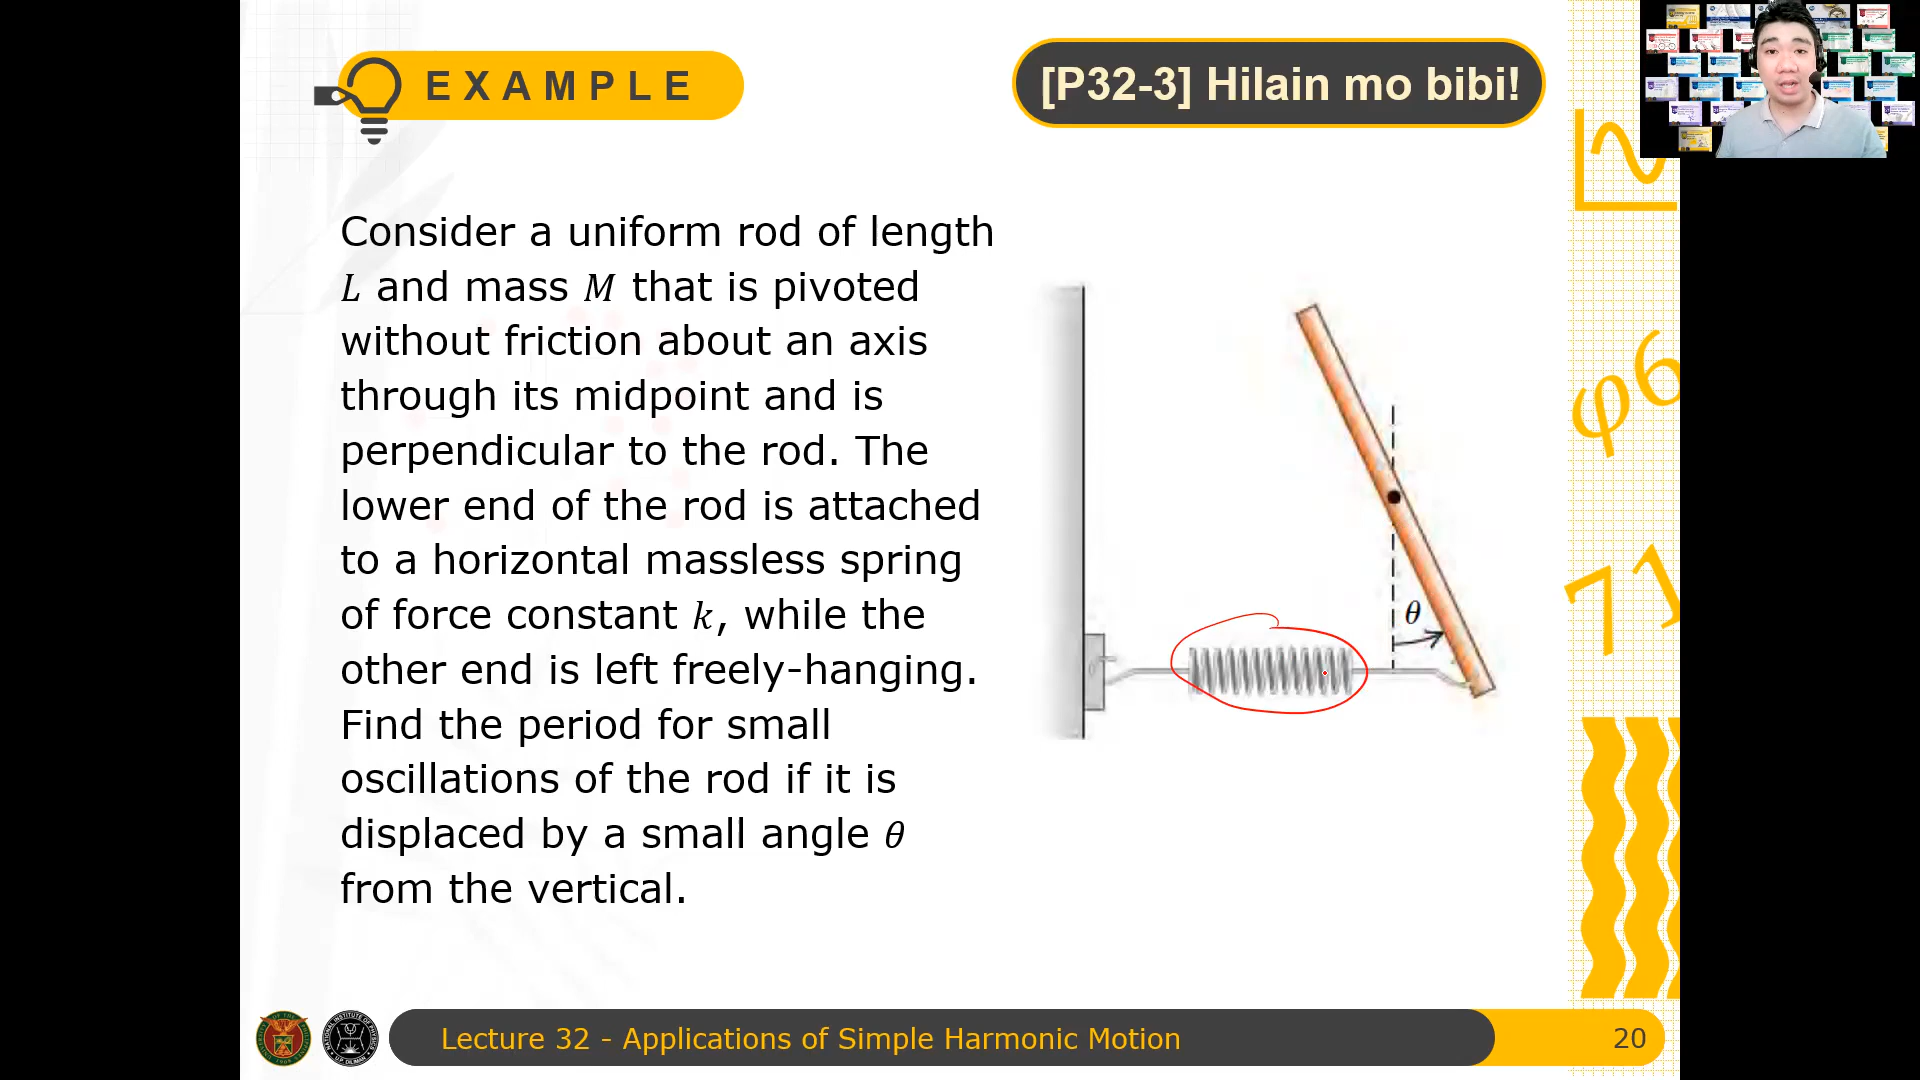 EXAMPLE
[P32-3] Hilain mo bibi!
Consider a uniform rod of length
L and mass M that is pivoted
without friction about an axis
through its midpoint and is
perpendicular to the rod. The
lower end of the rod is attached
to a horizontal massless spring
of force constant k, while the
other end is left freely-hanging.
Find the period for small
oscillations of the rod if it is
displaced by a small angle θ
from the vertical.
θ
φ6
71
Lecture 32 - Applications of Simple Harmonic Motion
20